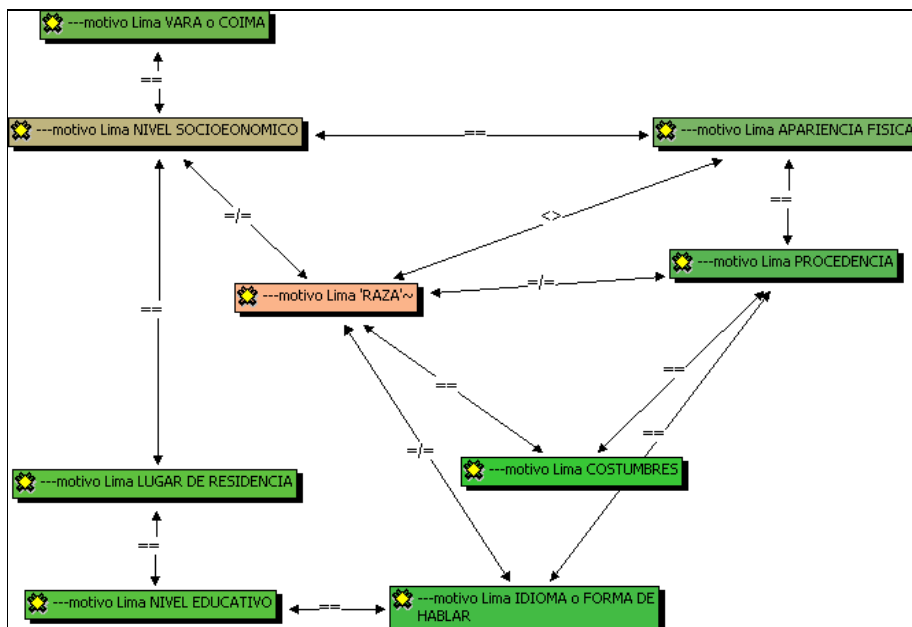 ---motivo Lima VARA o COIMA
==
---motivo Lima NIVEL SOCIOEONOMICO
==
---motivo Lima APARIENCIA FISICA
==
=/=
<>
---motivo Lima PROCEDENCIA
=/=
---motivo Lima 'RAZA'~
==
==
==
==
=/=
---motivo Lima COSTUMBRES
---motivo Lima LUGAR DE RESIDENCIA
==
---motivo Lima NIVEL EDUCATIVO
==
---motivo Lima IDIOMA o FORMA DE
HABLAR